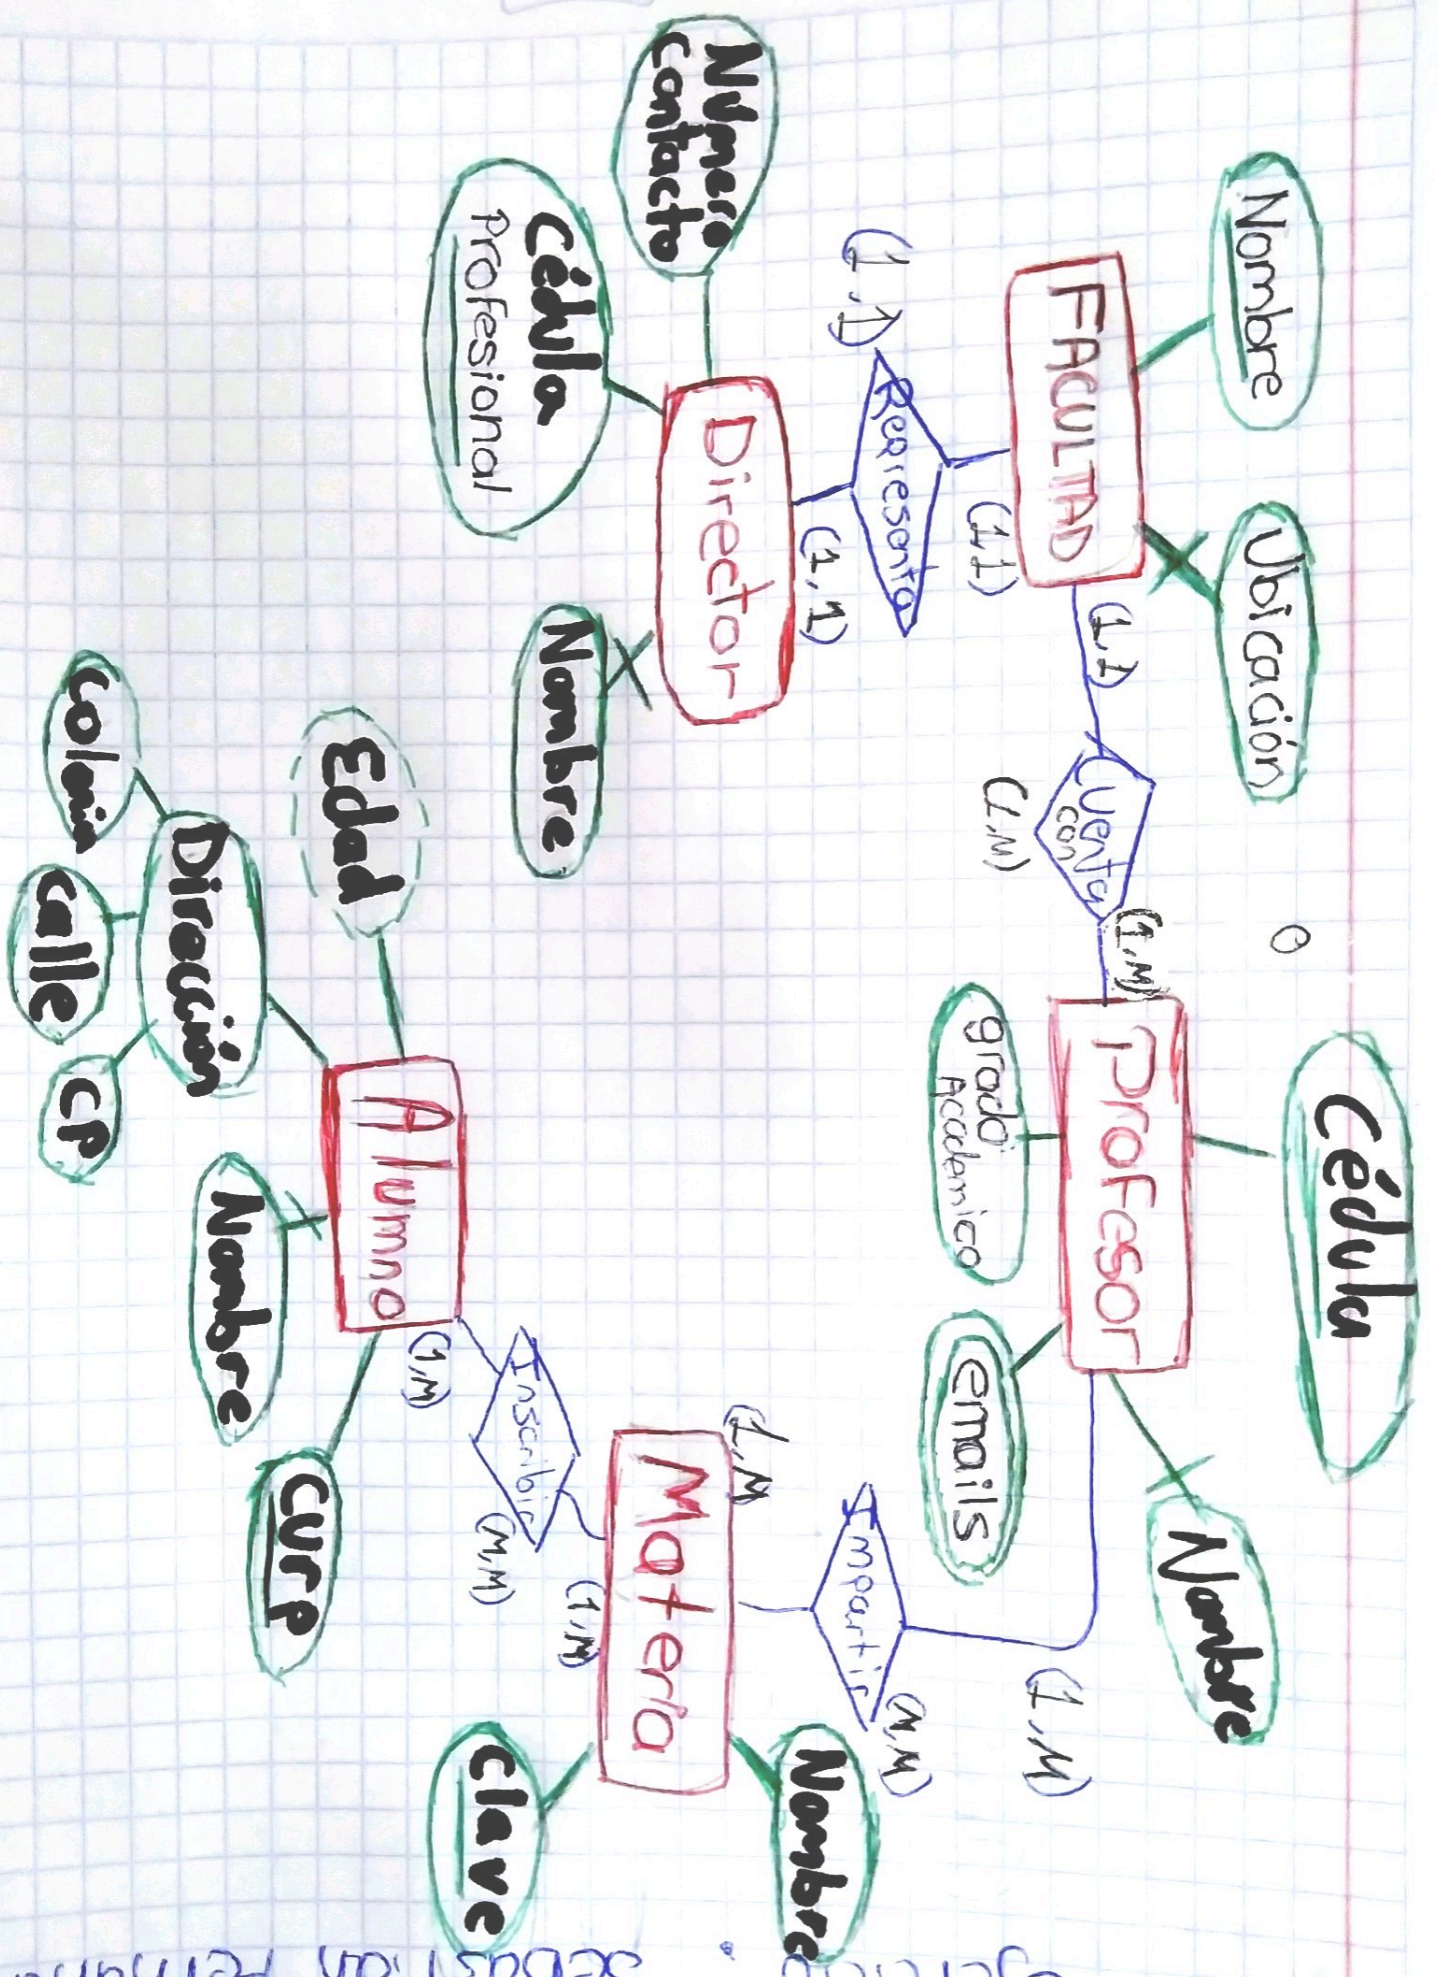 Cédula
Nombre
Ubicación
Nombre
FACULTAD
(1,1)
Cuenta
con
(1,M)
(1,M)
Profesor
(1,1)
grado
Academico
emails
(1,M)
Representa
(1,1)
(1,1)
Impartir
(M,M)
Numero
Contacto
Director
(1,M)
Materia
Nombre
Cédula
Profesional
Nombre
(1,M)
Inscribir
(M,M)
Clave
Edad
Alumno
(1,M)
Curp
Dirección
Nombre
Colonia
Calle
CP